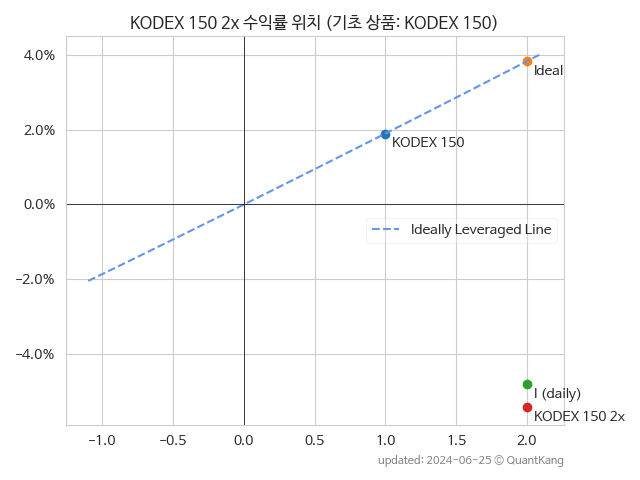 KODEX 150 2x 수익률 위치 (기초 상품: KODEX 150)
4.0%
Ideal
2.0%
KODEX 150
0.0%
Ideally Leveraged Line
−2.0%
−4.0%
I (daily)
KODEX 150 2x
−1.0 −0.5 0.0 0.5 1.0 1.5 2.0
updated: 2024-06-25 © QuantKang